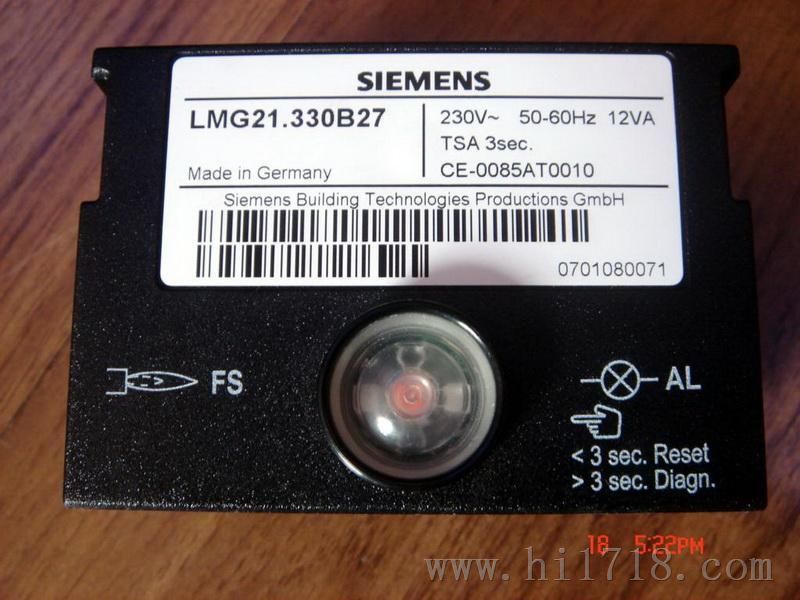 SIEMENS
LMG21.330B27
230V~ 50-60Hz 12VA
TSA 3sec.
Made in Germany
CE-0085AT0010
Siemens Building Technologies Productions GmbH
0701080071
FS
AL
< 3 sec. Reset
> 3 sec. Diagn.
18 5:22PM
www.hi1718.com